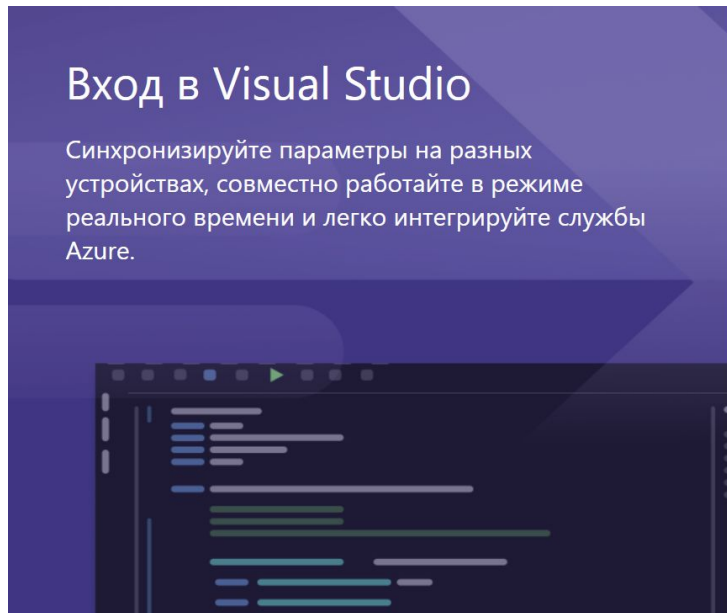 Вход в Visual Studio
Синхронизируйте параметры на разных
устройствах, совместно работайте в режиме
реального времени и легко интегрируйте службы
Azure.